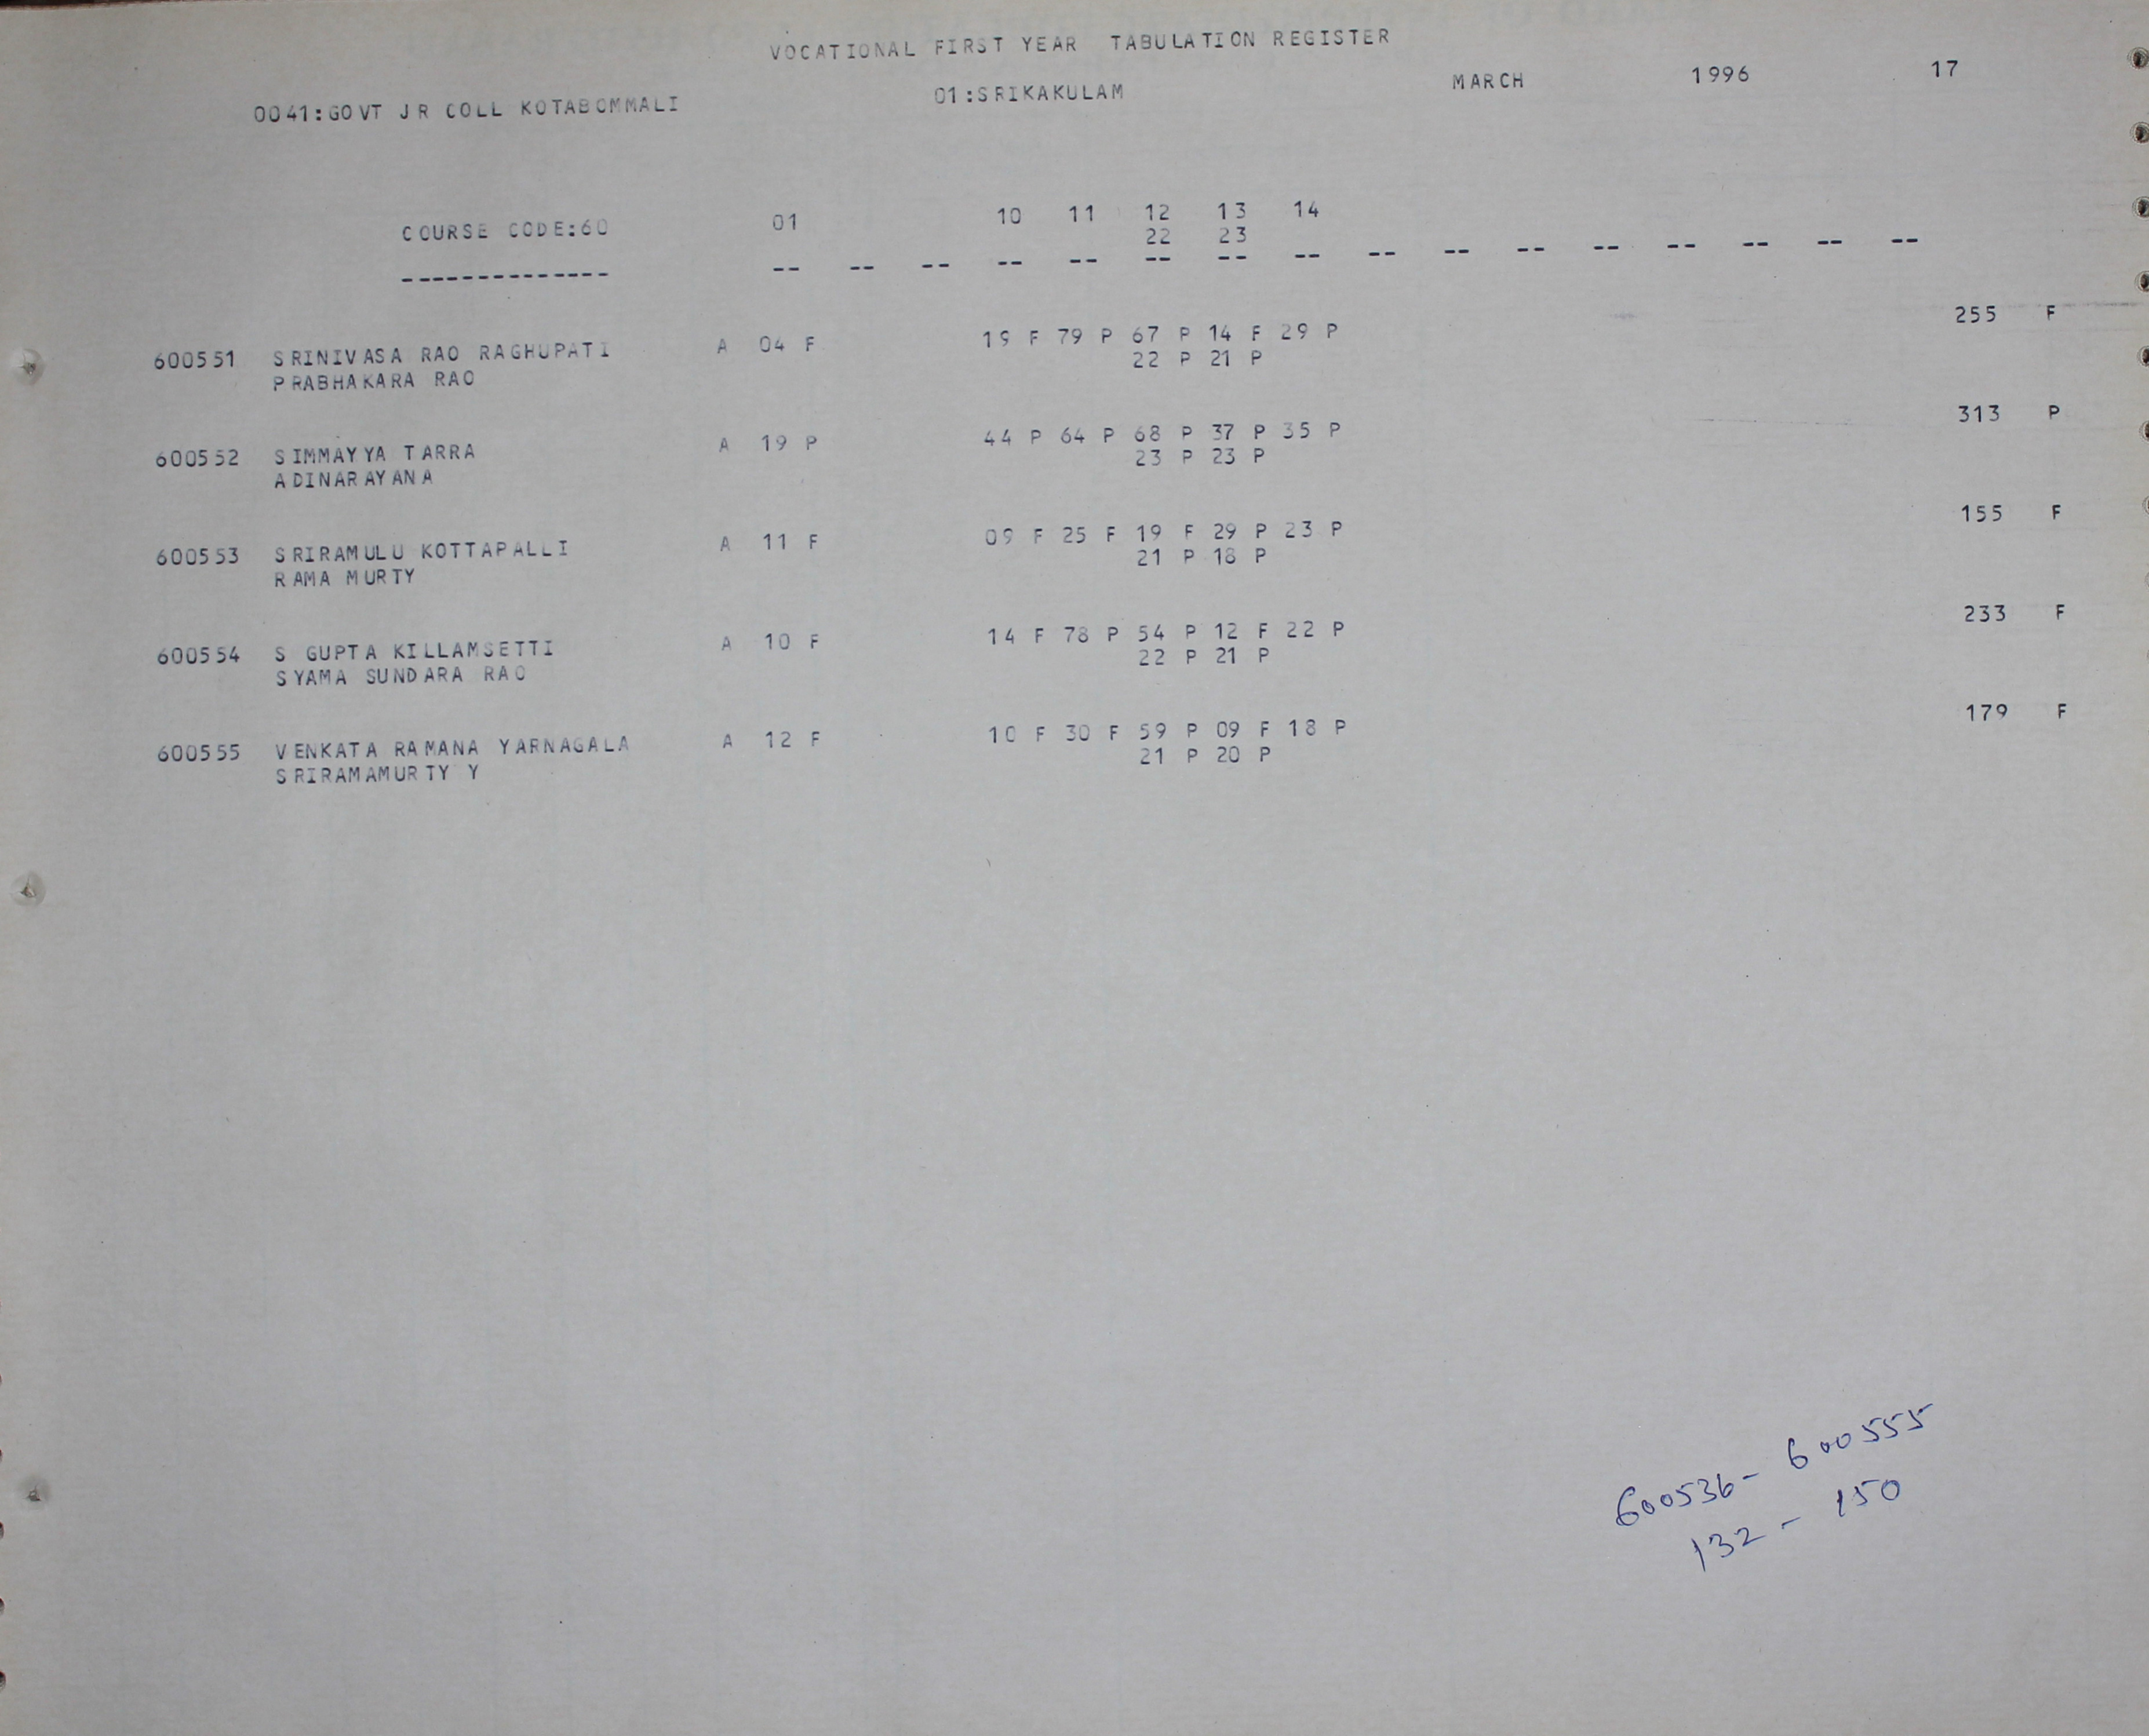 VOCATIONAL FIRST YEAR TABULATION REGISTER
0041:GOVT JR COLL KOTABOMMALI 01:SRIKAKULAM MARCH 1996 17
COURSE CODE:60 01 10 11 12 13 14
22 23
-------------- -- -- -- -- -- -- -- -- -- -- -- -- -- -- -- --
600551 SRINIVASA RAO RAGHUPATI A 04 F 19 F 79 P 67 P 14 F 29 P 255 F
PRABHAKARA RAO 22 P 21 P
600552 SIMMAYYA TARRA A 19 P 44 P 64 P 68 P 37 P 35 P 313 P
ADINARAYANA 23 P 23 P
600553 SRIRAMULU KOTTAPALLI A 11 F 09 F 25 F 19 F 29 P 23 P 155 F
RAMA MURTY 21 P 18 P
600554 S GUPTA KILLAMSETTI A 10 F 14 F 78 P 54 P 12 F 22 P 233 F
SYAMA SUNDARA RAO 22 P 21 P
600555 VENKATA RAMANA YARNAGALA A 12 F 10 F 30 F 59 P 09 F 18 P 179 F
SRIRAMAMURTY Y 21 P 20 P
600536- 600555
132 - 150